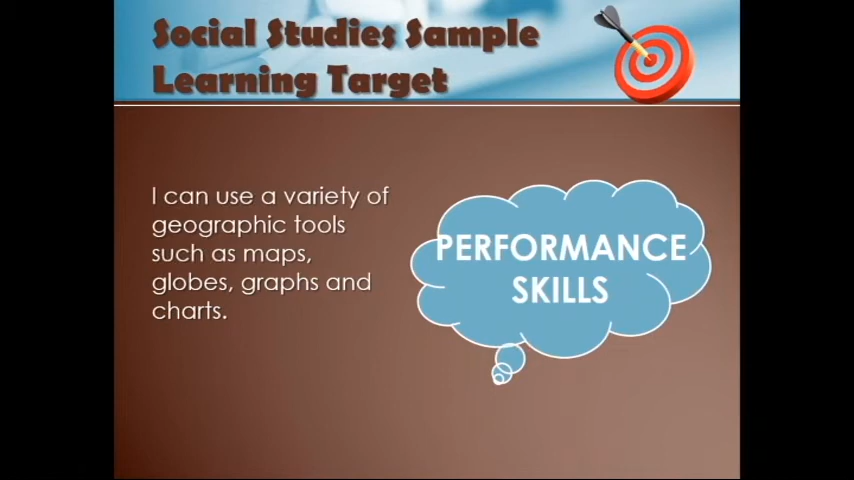 Social Studies Sample
Learning Target
I can use a variety of
geographic tools
such as maps,
globes, graphs and
charts.
PERFORMANCE
SKILLS